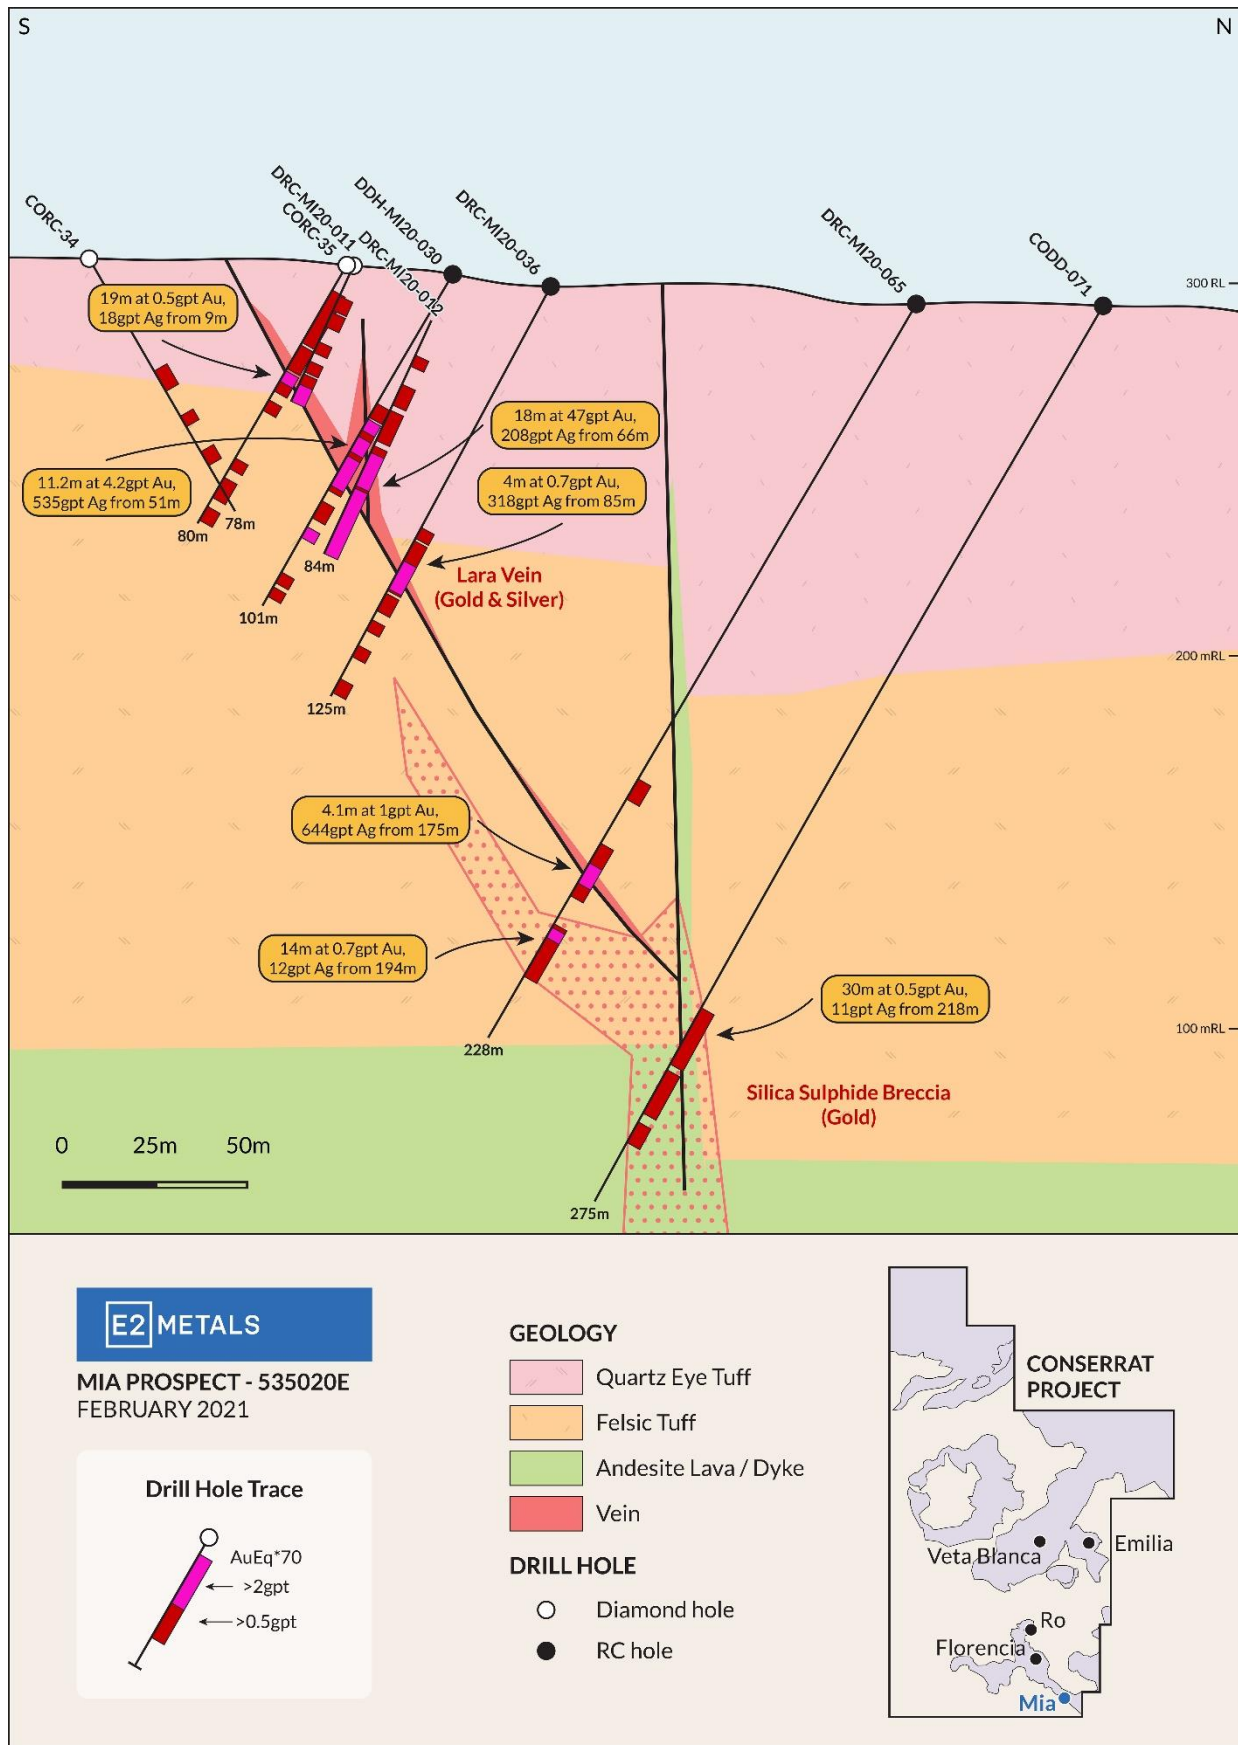 S
N
CORC-34
DRC-MI20-011
CORC-35
DRC-MI20-012
DDH-MI20-030
DRC-MI20-036
DRC-MI20-065
CODD-071
300 RL
19m at 0.5gpt Au,
18gpt Ag from 9m
18m at 47gpt Au,
208gpt Ag from 66m
11.2m at 4.2gpt Au,
535gpt Ag from 51m
4m at 0.7gpt Au,
318gpt Ag from 85m
80m
78m
84m
101m
125m
Lara Vein
(Gold & Silver)
200 mRL
4.1m at 1gpt Au,
644gpt Ag from 175m
14m at 0.7gpt Au,
12gpt Ag from 194m
30m at 0.5gpt Au,
11gpt Ag from 218m
100 mRL
228m
Silica Sulphide Breccia
(Gold)
0 25m 50m
275m
E2 METALS
MIA PROSPECT - 535020E
FEBRUARY 2021
Drill Hole Trace
AuEq*70
>2gpt
>0.5gpt
GEOLOGY
Quartz Eye Tuff
Felsic Tuff
Andesite Lava / Dyke
Vein
DRILL HOLE
Diamond hole
RC hole
CONSERRAT
PROJECT
Veta Blanca
Emilia
Ro
Florencia
Mia